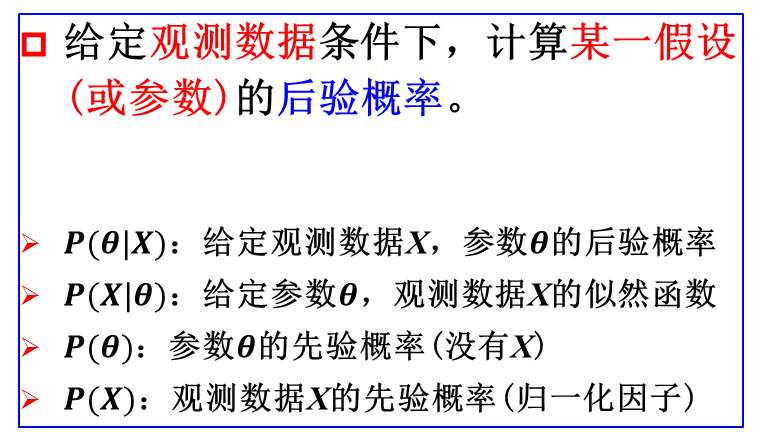 给定观测数据条件下，计算某一假设
(或参数)的后验概率。
P(θ|X)：给定观测数据X，参数θ的后验概率
P(X|θ)：给定参数θ，观测数据X的似然函数
P(θ)：参数θ的先验概率(没有X)
P(X)：观测数据X的先验概率(归一化因子)